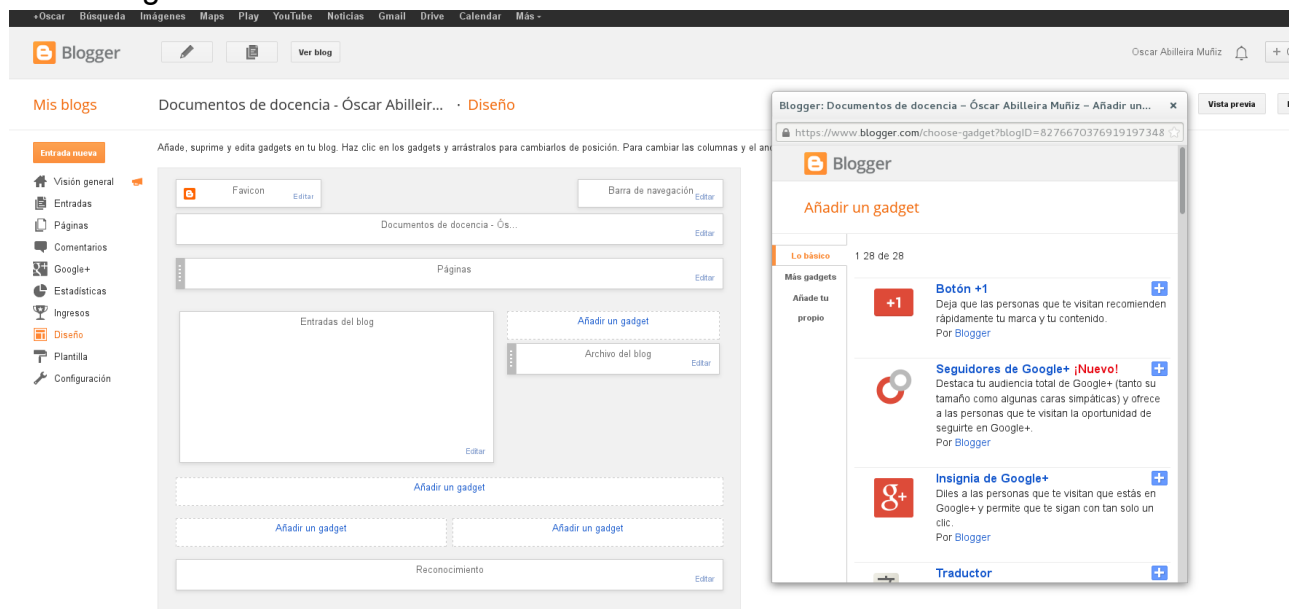 +Oscar Búsqueda Imágenes Maps Play YouTube Noticias Gmail Drive Calendar Más
Blogger
Ver blog
Oscar Abilleira Muñiz
Mis blogs
Documentos de docencia - Óscar Abilleir... · Diseño
Vista previa
Entrada nueva
Visión general
Entradas
Páginas
Comentarios
Google+
Estadísticas
Ingresos
Diseño
Plantilla
Configuración
Añade, suprime y edita gadgets en tu blog. Haz clic en los gadgets y arrástralos para cambiarlos de posición. Para cambiar las columnas y el
Favicon
Editar
Barra de navegación
Editar
Documentos de docencia - Ós...
Editar
Páginas
Editar
Entradas del blog
Editar
Añadir un gadget
Archivo del blog
Editar
Añadir un gadget
Añadir un gadget
Añadir un gadget
Reconocimiento
Editar
Blogger: Documentos de docencia – Óscar Abilleira Muñiz – Añadir un... ×
https://www.blogger.com/choose-gadget?blogID=8276670376919197348
Blogger
Añadir un gadget
Lo básico
Más gadgets
Añade tu
propio
1 28 de 28
+1
Botón +1
Deja que las personas que te visitan recomienden
rápidamente tu marca y tu contenido.
Por Blogger
Seguidores de Google+ ¡Nuevo!
Destaca tu audiencia total de Google+ (tanto su
tamaño como algunas caras simpáticas) y ofrece
a las personas que te visitan la oportunidad de
seguirte en Google+.
Por Blogger
g+
Insignia de Google+
Diles a las personas que te visitan que estás en
Google+ y permite que te sigan con tan solo un
clic.
Por Blogger
Traductor